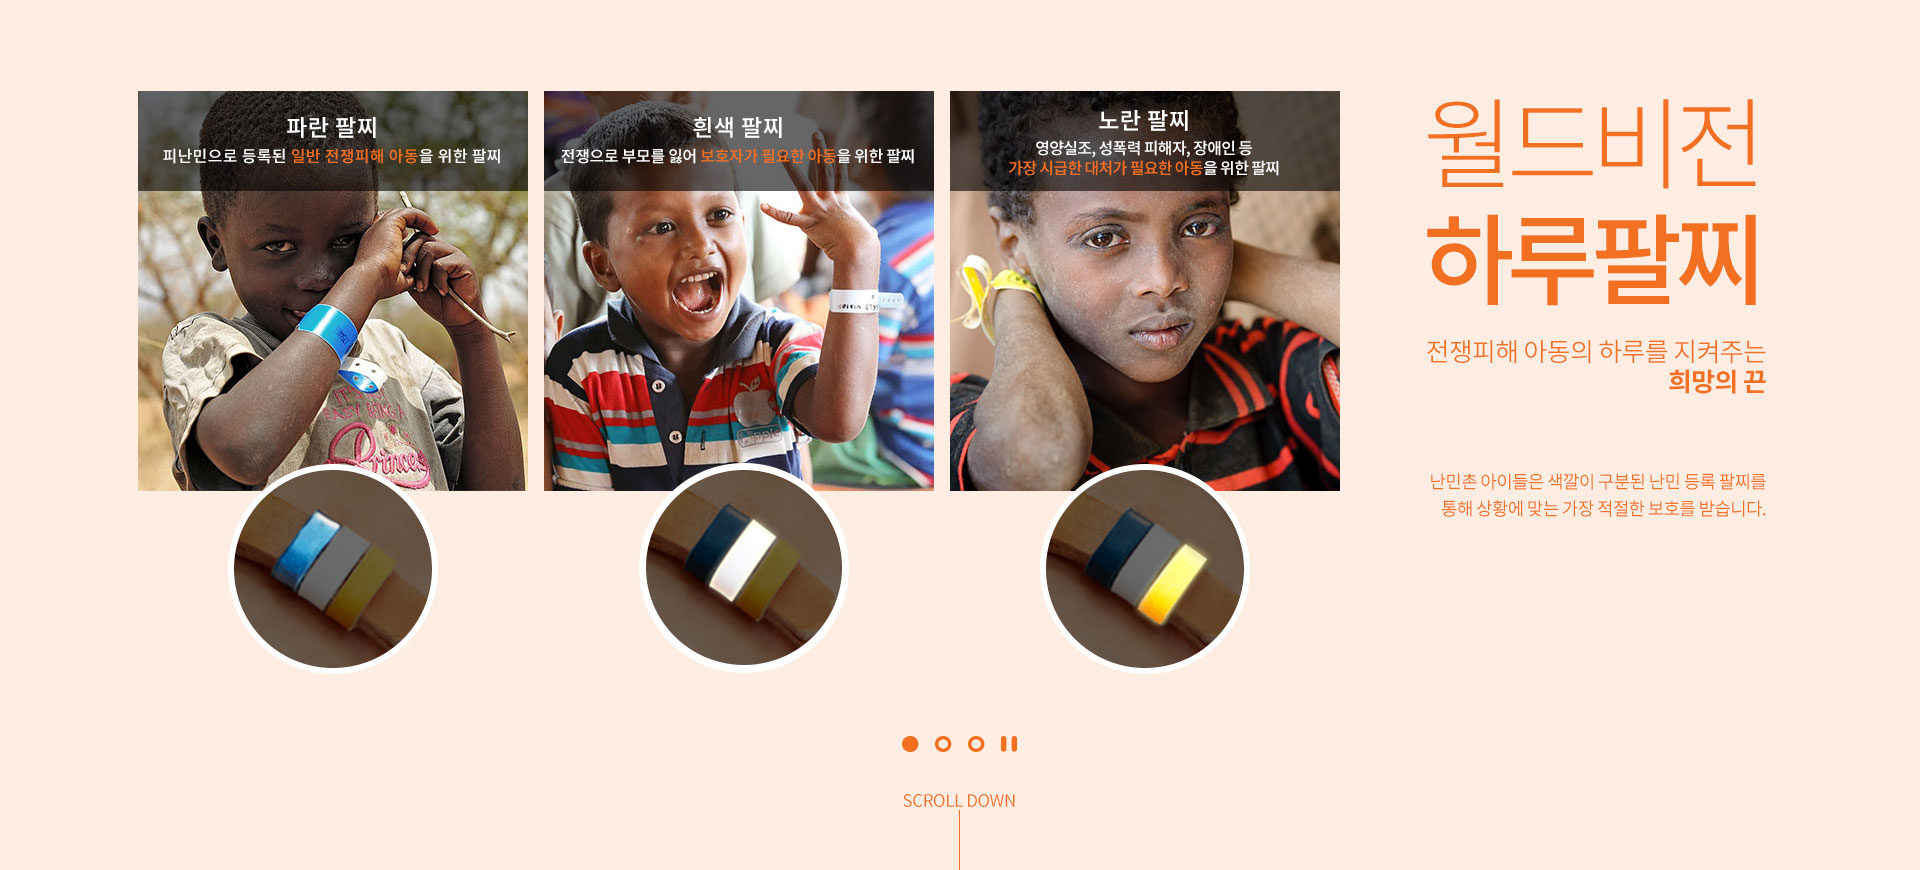 파란 팔찌
피난민으로 등록된 일반 전쟁피해 아동을 위한 팔찌
흰색 팔찌
전쟁으로 부모를 잃어 보호자가 필요한 아동을 위한 팔찌
노란 팔찌
영양실조, 성폭력 피해자, 장애인 등
가장 시급한 대처가 필요한 아동을 위한 팔찌
Princess
월드비전
하루팔찌
전쟁피해 아동의 하루를 지켜주는
희망의 끈
난민촌 아이들은 색깔이 구분된 난민 등록 팔찌를
통해 상황에 맞는 가장 적절한 보호를 받습니다.
SCROLL DOWN